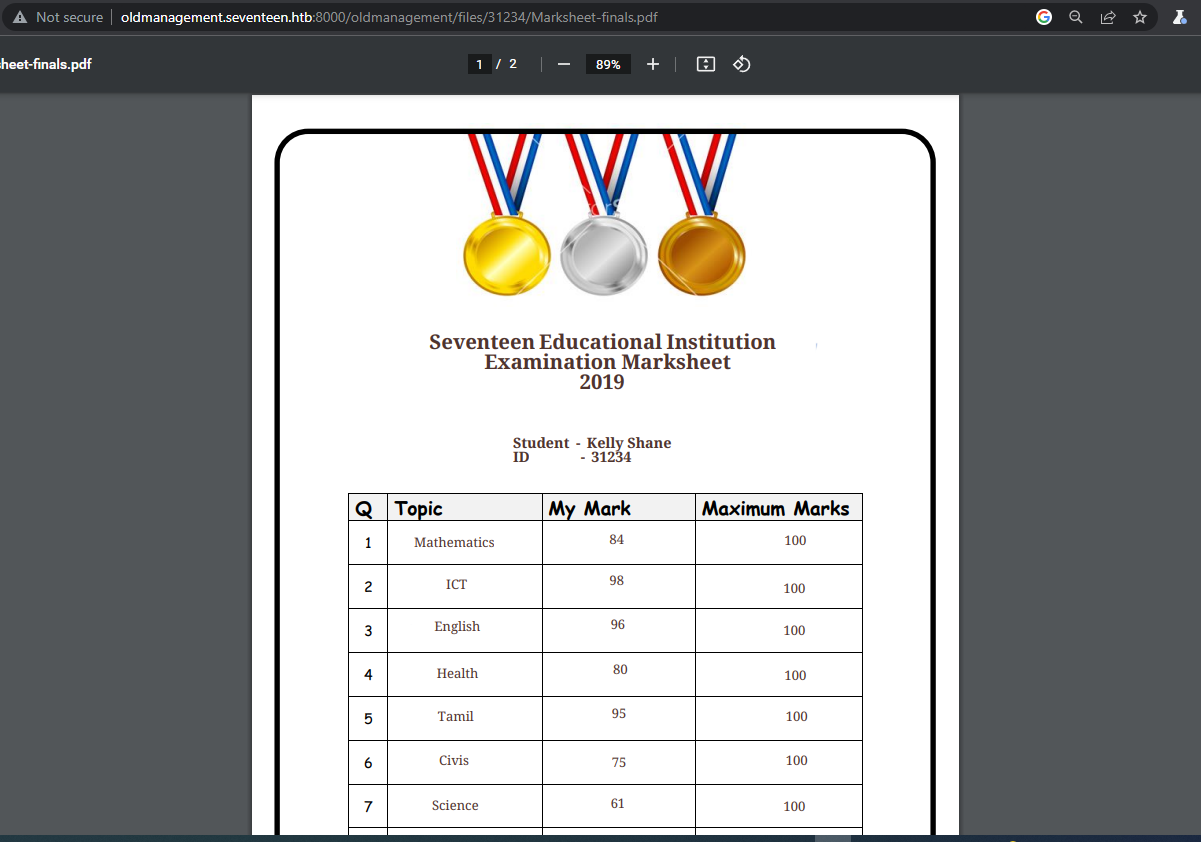 Not secure oldmanagement.seventeen.htb:8000/oldmanagement/files/31234/Marksheet-finals.pdf
heet-finals.pdf 1 / 2 89%
Seventeen Educational Institution
Examination Marksheet
2019
Student - Kelly Shane
ID - 31234
Q Topic My Mark Maximum Marks
1 Mathematics 84 100
2 ICT 98 100
3 English 96 100
4 Health 80 100
5 Tamil 95 100
6 Civis 75 100
7 Science 61 100